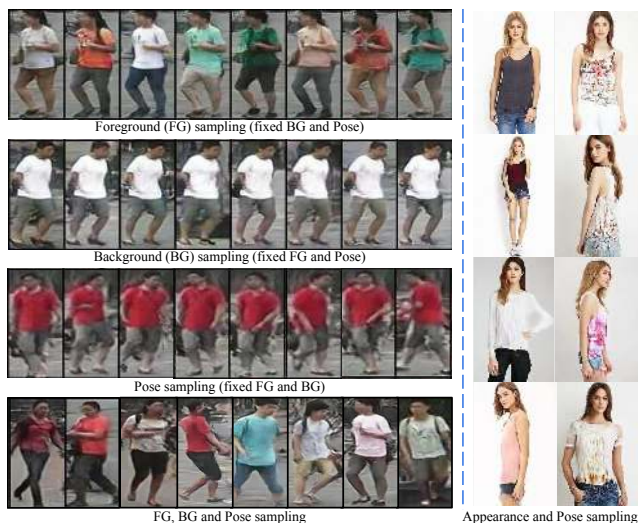 Foreground (FG) sampling (fixed BG and Pose)
Background (BG) sampling (fixed FG and Pose)
Pose sampling (fixed FG and BG)
FG, BG and Pose sampling
Appearance and Pose sampling